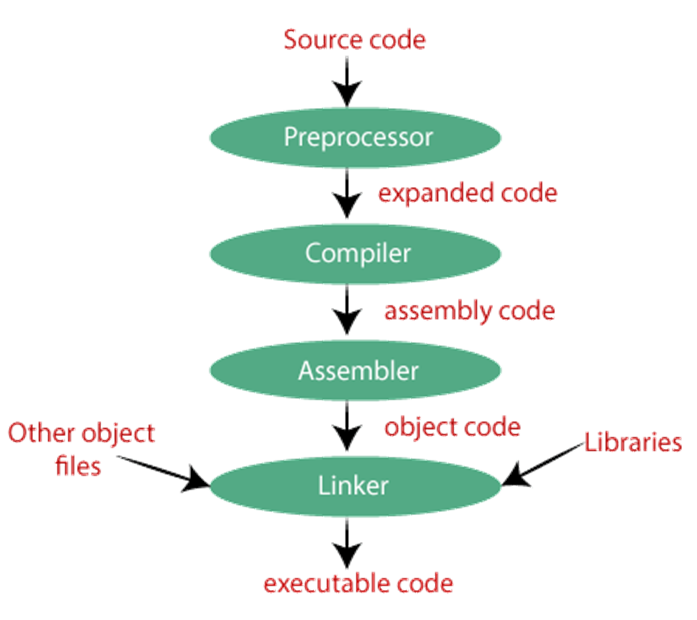 Source code
Preprocessor
expanded code
Compiler
assembly code
Assembler
object code
Other object
files
Libraries
Linker
executable code